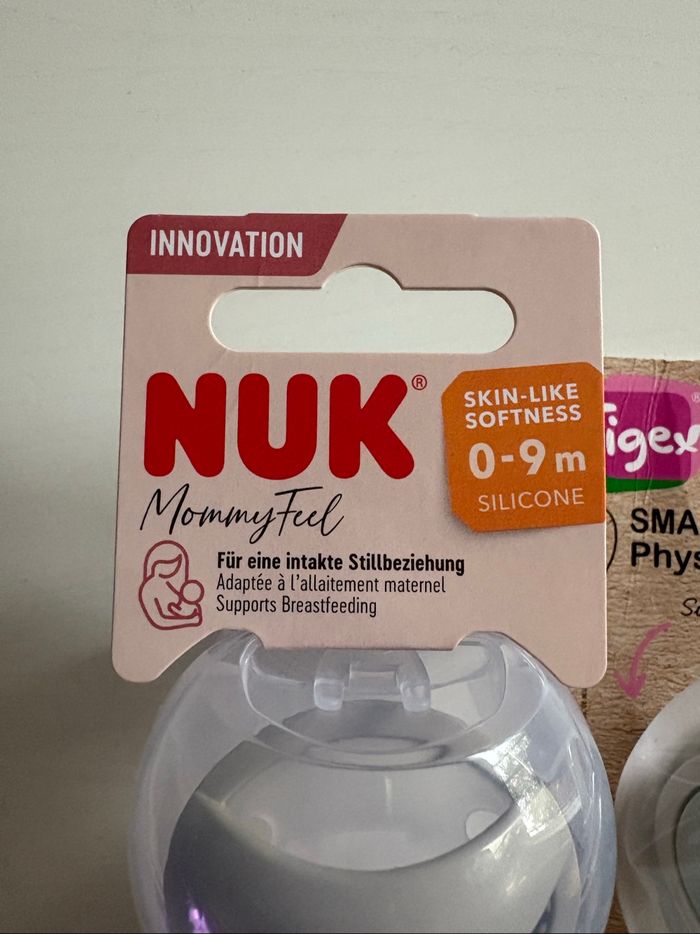 INNOVATION
NUK®
MommyFeel
SKIN-LIKE
SOFTNESS
0-9 m
SILICONE
Für eine intakte Stillbeziehung
Adaptée à l'allaitement maternel
Supports Breastfeeding